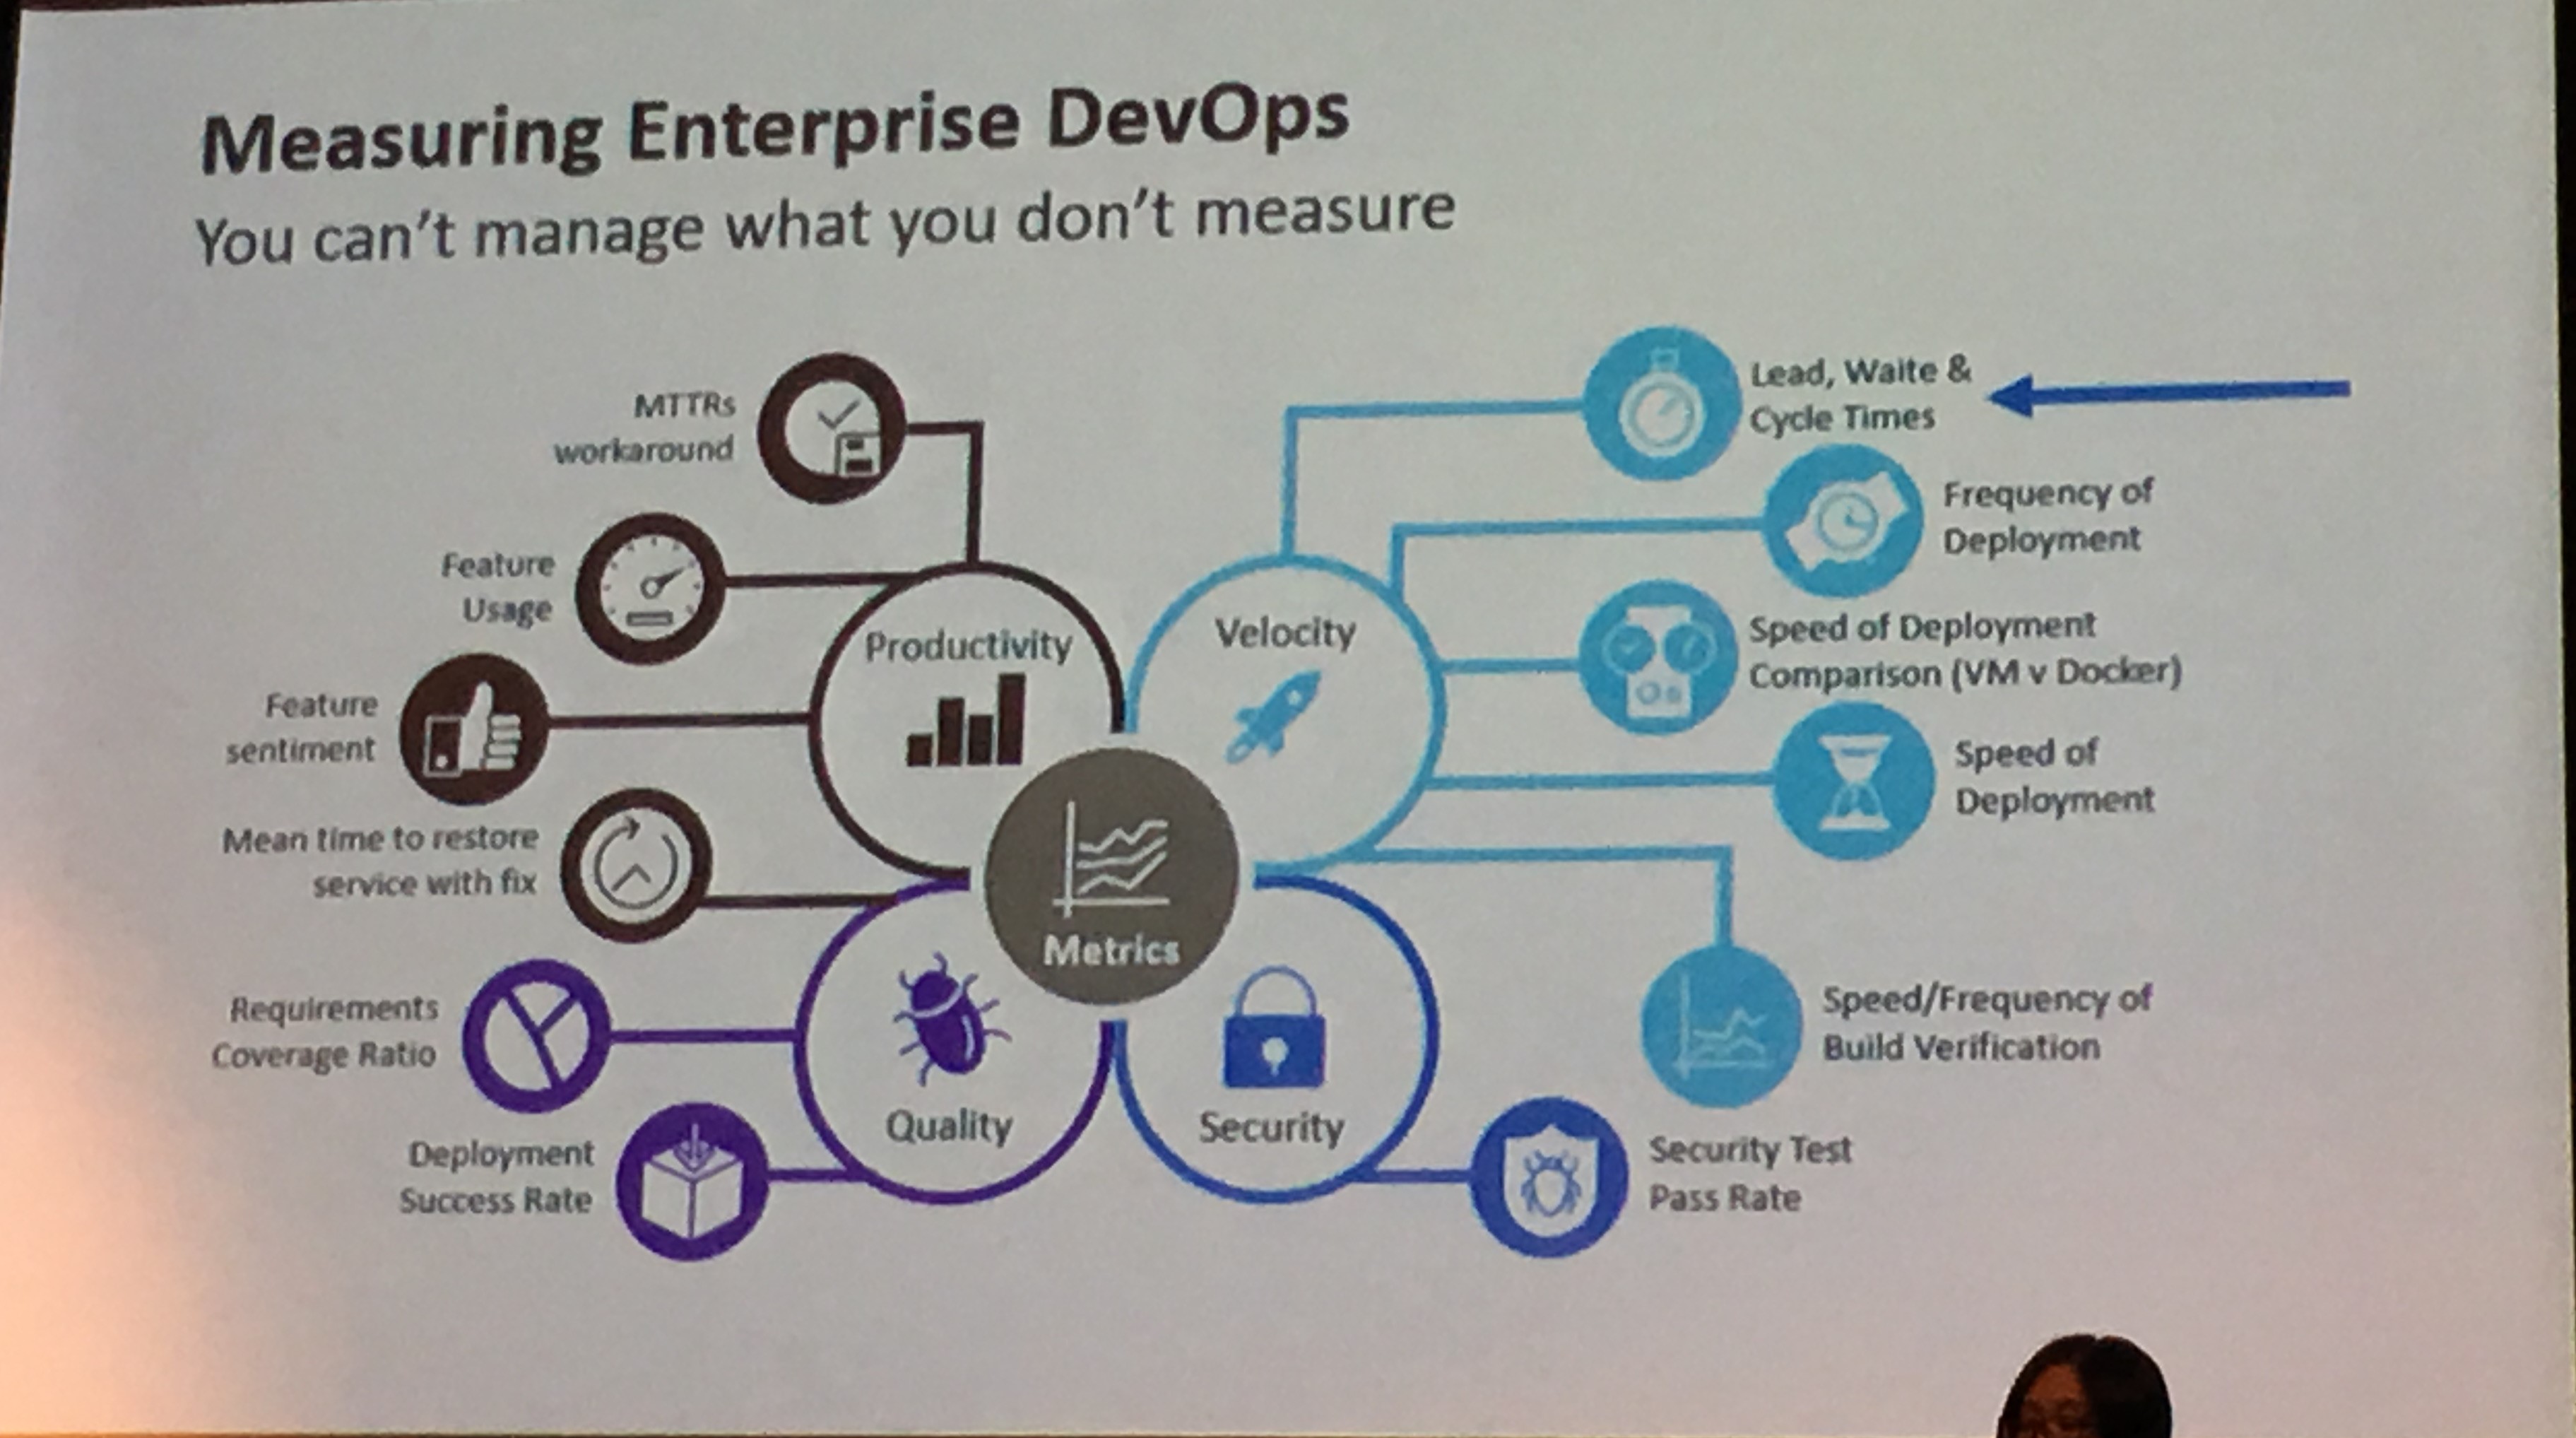 Measuring Enterprise DevOps
You can't manage what you don't measure
MTTRs
workaround
Feature
Usage
Feature
sentiment
Mean time to restore
service with fix
Requirements
Coverage Ratio
Deployment
Success Rate
Productivity
Velocity
Metrics
Quality
Security
Lead, Waite &
Cycle Times
Frequency of
Deployment
Speed of Deployment
Comparison (VM v Docker)
Speed of
Deployment
Speed/Frequency of
Build Verification
Security Test
Pass Rate